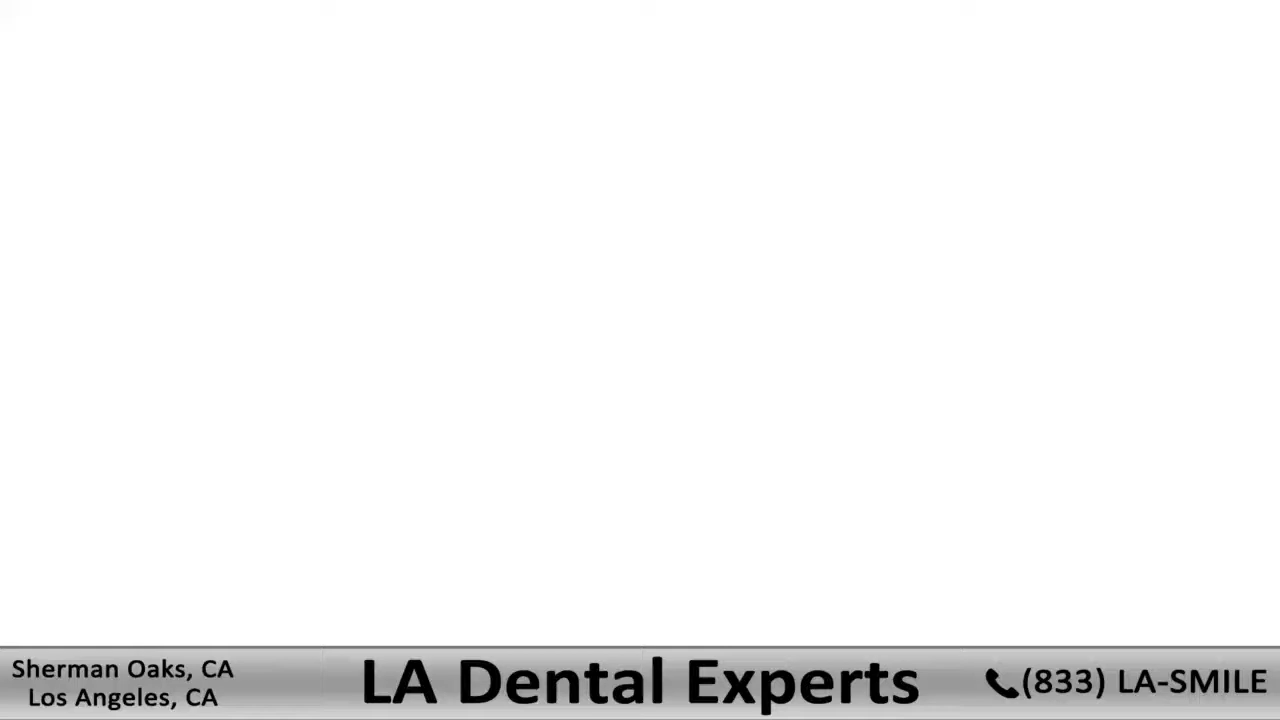 Sherman Oaks, CA
Los Angeles, CA
LA Dental Experts
(833) LA-SMILE